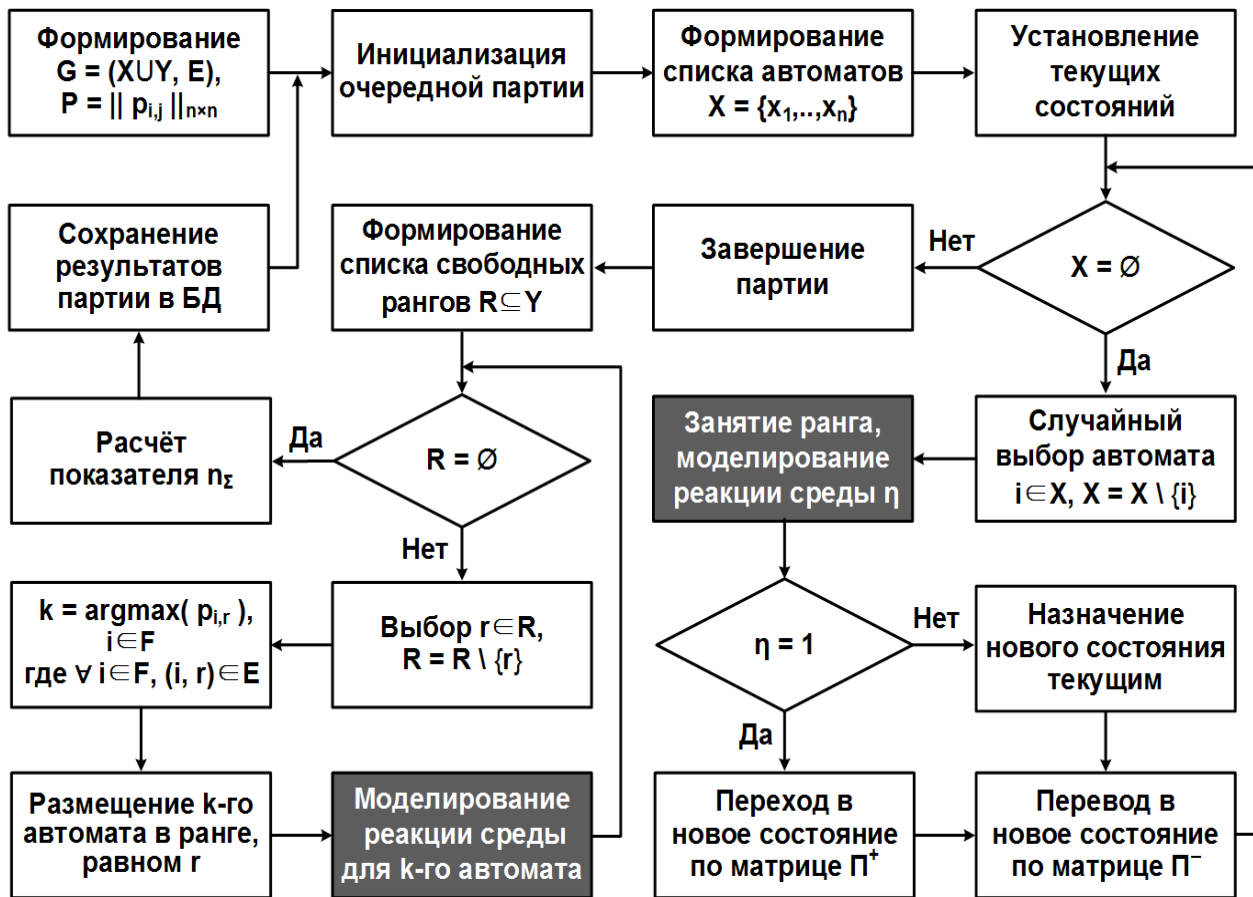 Формирование
G = (X∪Y, E),
P = || pᵢ,ⱼ ||ₙₓₙ
Инициализация
очередной партии
Формирование
списка автоматов
X = {x₁,..,xₙ}
Установление
текущих
состояний
Сохранение
результатов
партии в БД
Формирование
списка свободных
рангов R⊆Y
Завершение
партии
Нет
X = ∅
Да
Расчёт
показателя n_Σ
Да
R = ∅
Нет
Занятие ранга,
моделирование
реакции среды η
Случайный
выбор автомата
i∈X, X = X \ {i}
k = argmax( pᵢ,ᵣ ),
i∈F
где ∀ i∈F, (i, r)∈E
Выбор r∈R,
R = R \ {r}
η = 1
Нет
Да
Назначение
нового состояния
текущим
Размещение k-го
автомата в ранге,
равном r
Моделирование
реакции среды
для k-го автомата
Переход в
новое состояние
по матрице П⁺
Перевод в
новое состояние
по матрице П⁻